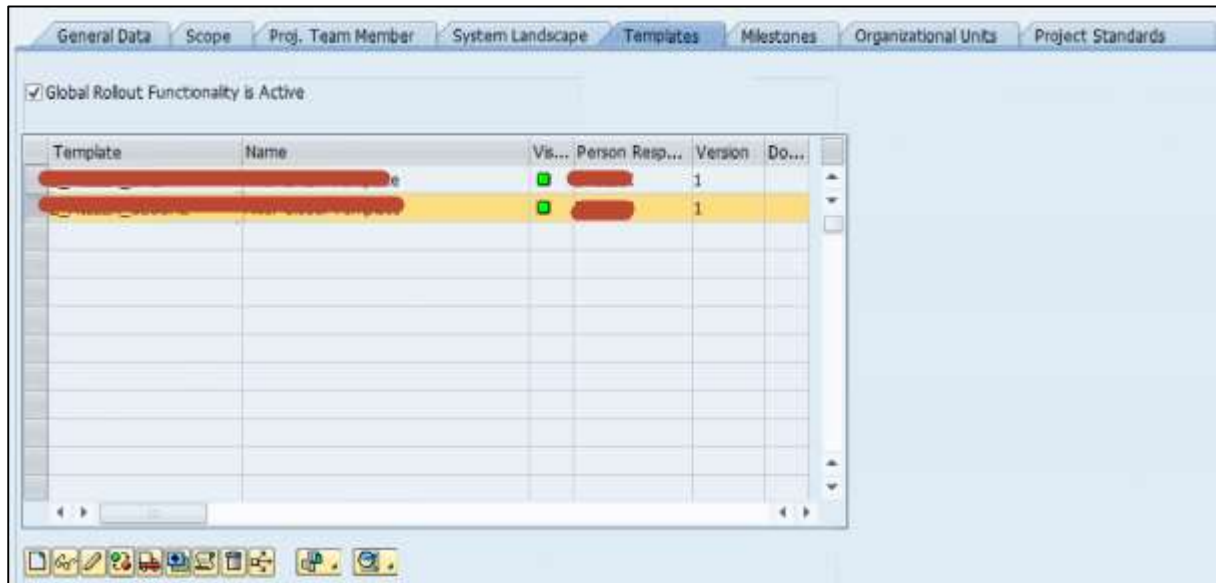 General Data Scope Proj. Team Member System Landscape Templates Milestones Organizational Units Project Standards
Global Rollout Functionality is Active
Template Name Vis... Person Resp... Version Do...
1
1